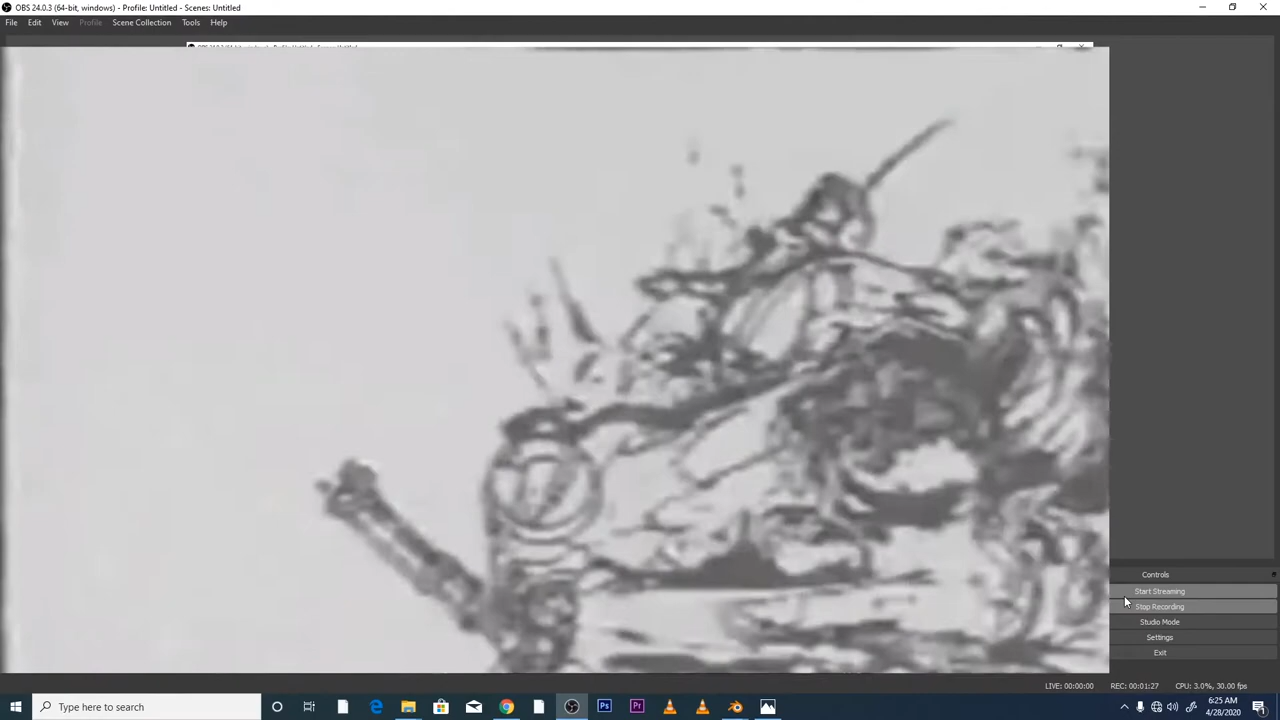 OBS 24.0.3 (64-bit, windows) - Profile: Untitled - Scenes: Untitled
File Edit View Profile Scene Collection Tools Help
Controls
Start Streaming
Stop Recording
Studio Mode
Settings
Exit
LIVE: 00:00:00 REC: 00:01:27 CPU: 3.0%, 30.00 fps
Type here to search
Ps Pr
6:25 AM
4/28/2020